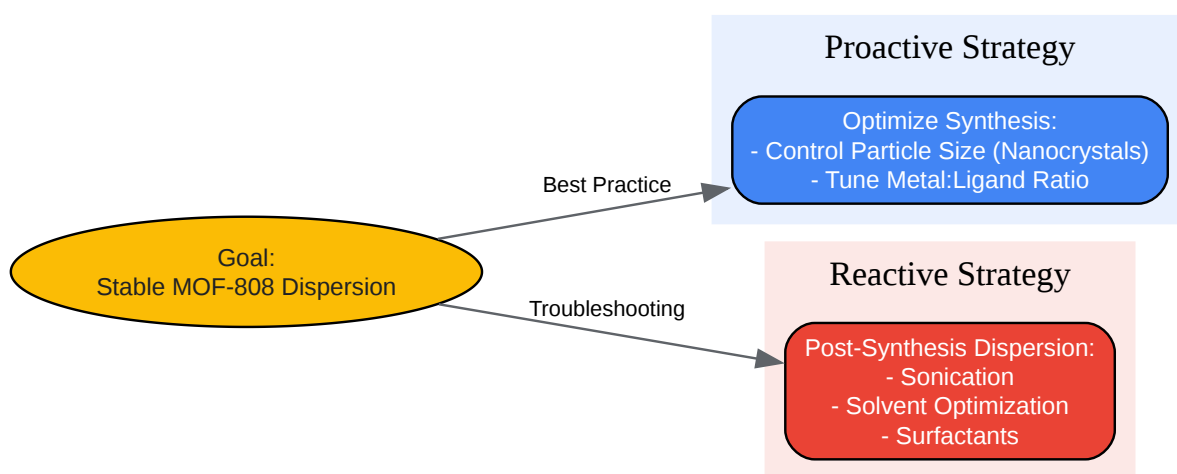 Proactive Strategy
Optimize Synthesis:
- Control Particle Size (Nanocrystals)
- Tune Metal:Ligand Ratio
Best Practice
Goal:
Stable MOF-808 Dispersion
Troubleshooting
Reactive Strategy
Post-Synthesis Dispersion:
- Sonication
- Solvent Optimization
- Surfactants